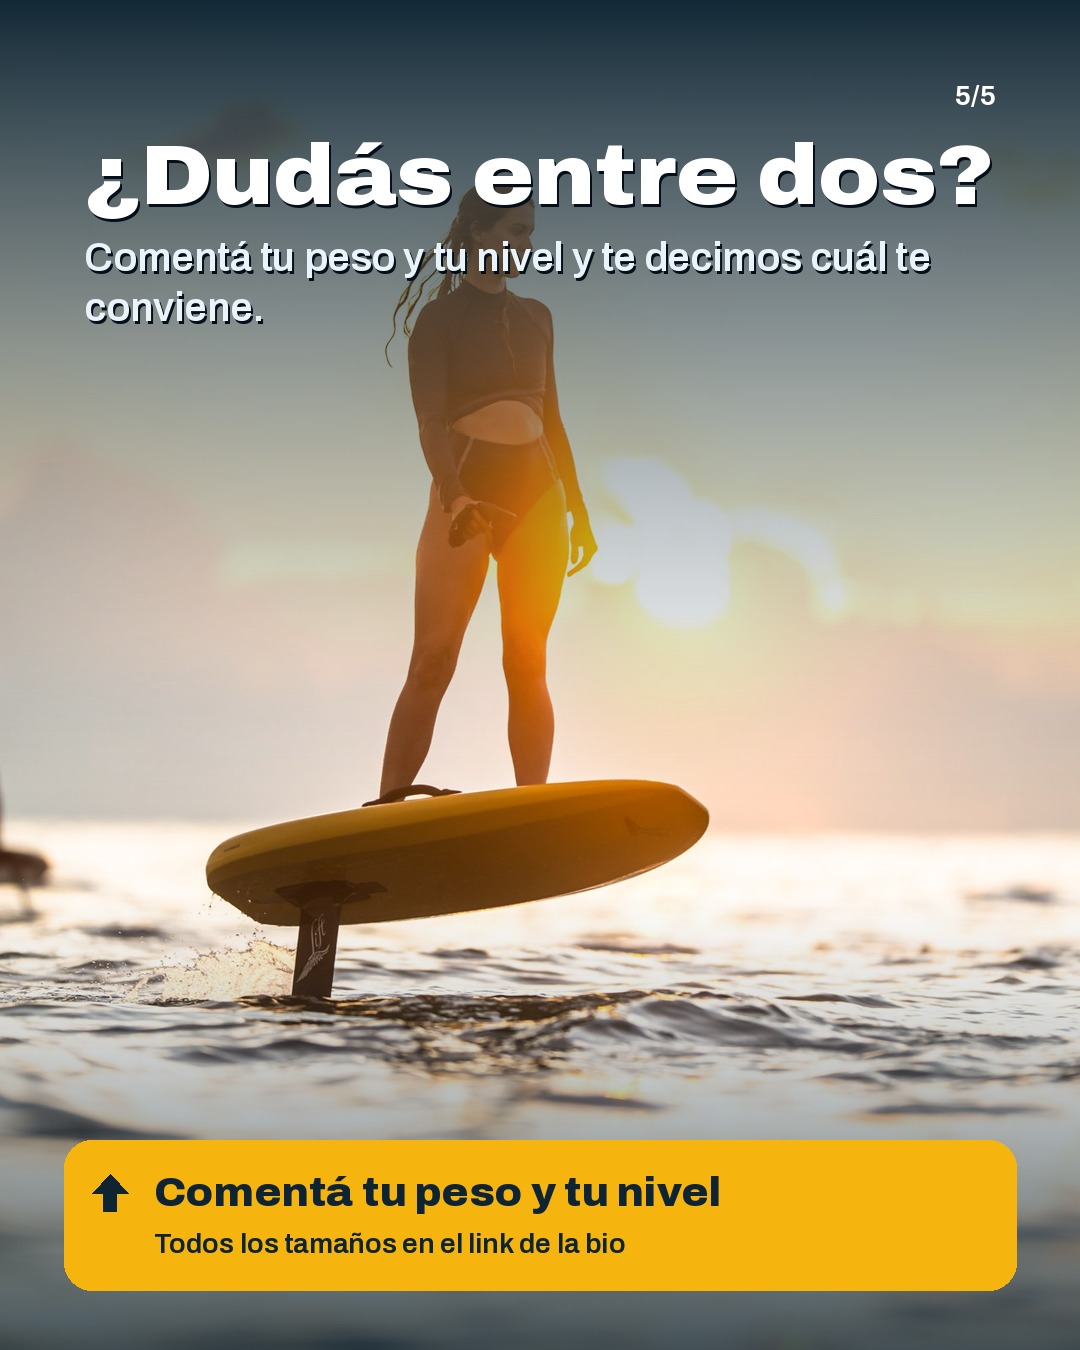 5/5
¿Dudás entre dos?
Comentá tu peso y tu nivel y te decimos cuál te
conviene.
lift
Comentá tu peso y tu nivel
Todos los tamaños en el link de la bio